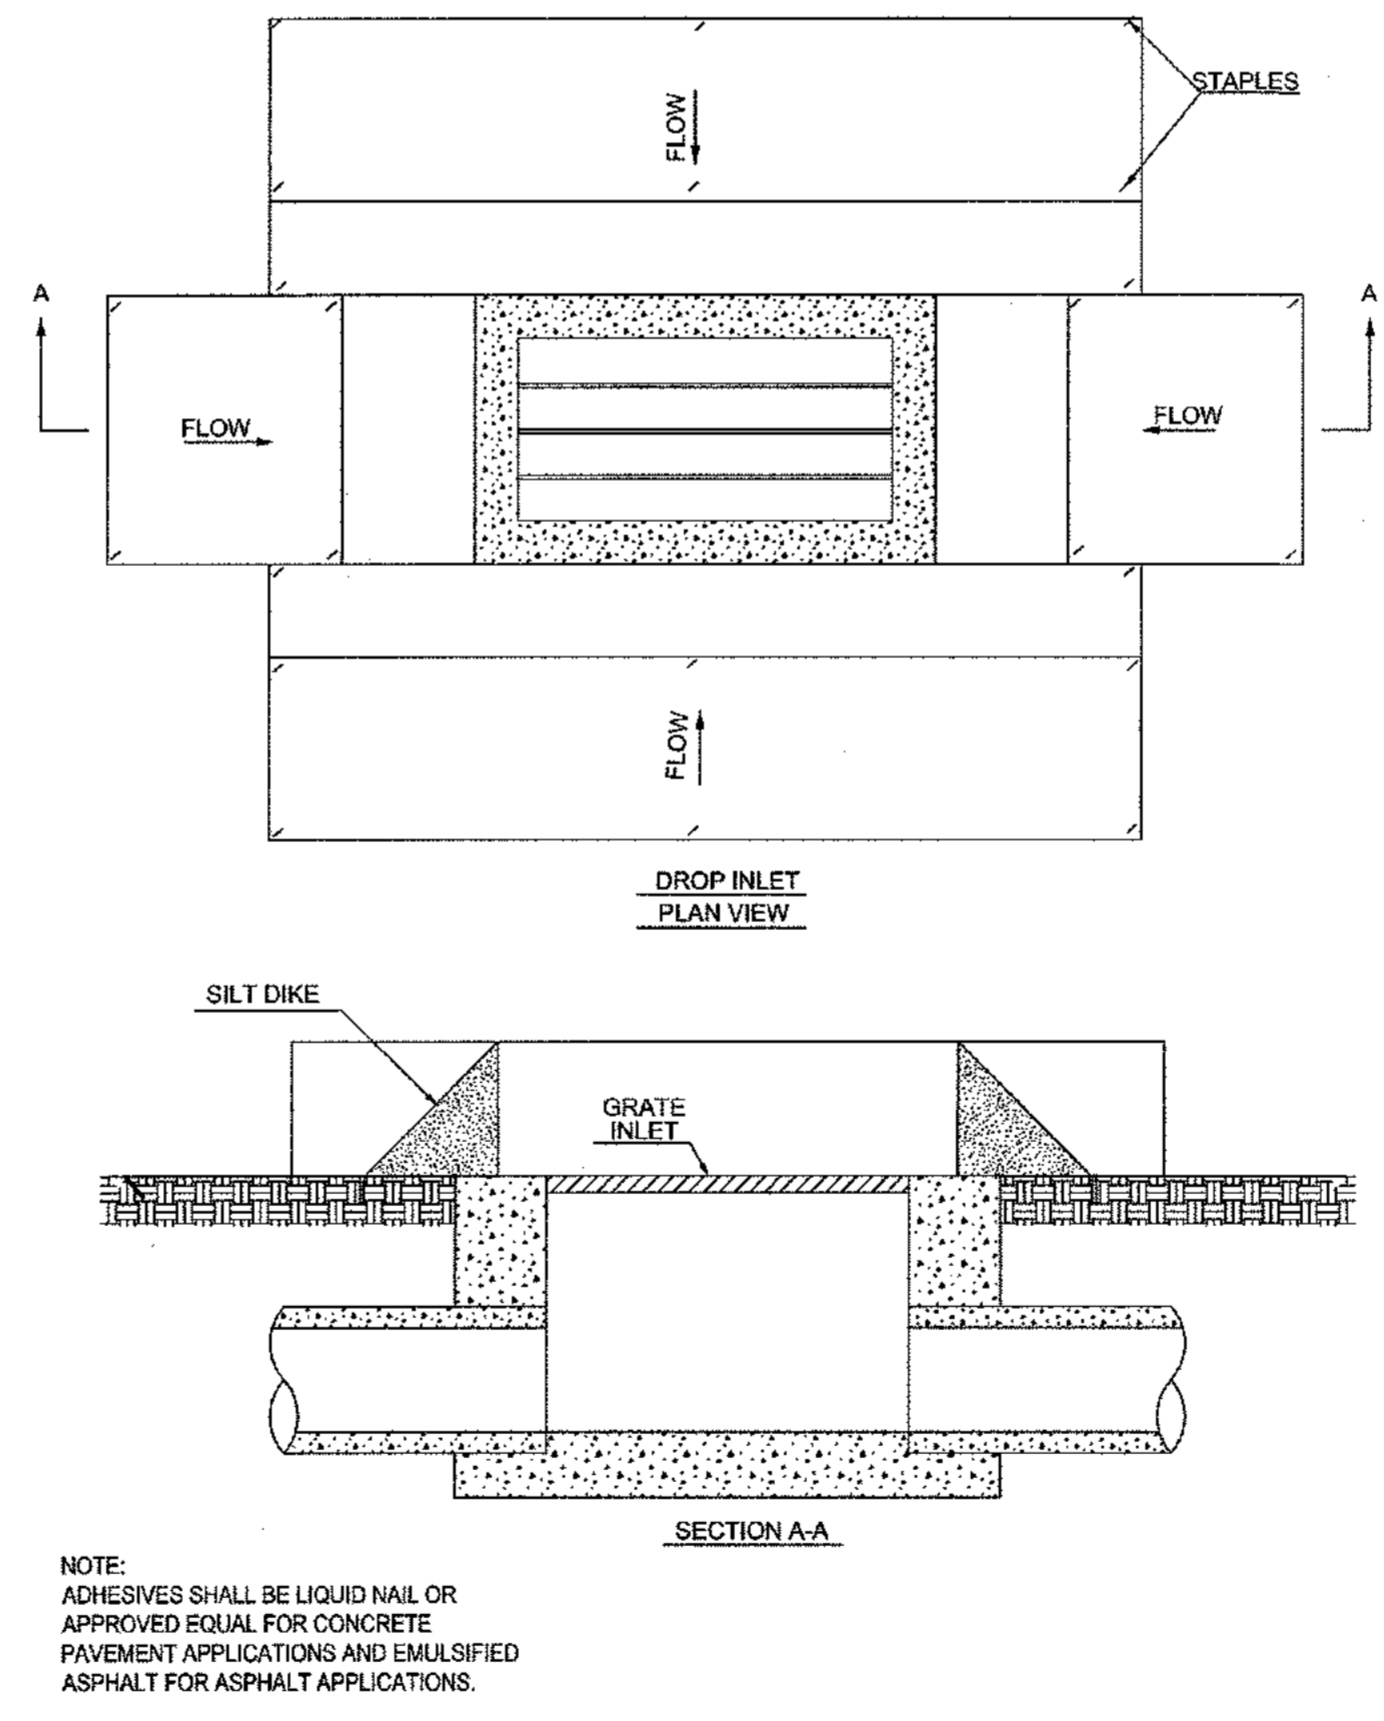 STAPLES
FLOW
A
A
FLOW
FLOW
FLOW
DROP INLET
PLAN VIEW
SILT DIKE
GRATE
INLET
SECTION A-A
NOTE:
ADHESIVES SHALL BE LIQUID NAIL OR
APPROVED EQUAL FOR CONCRETE
PAVEMENT APPLICATIONS AND EMULSIFIED
ASPHALT FOR ASPHALT APPLICATIONS.